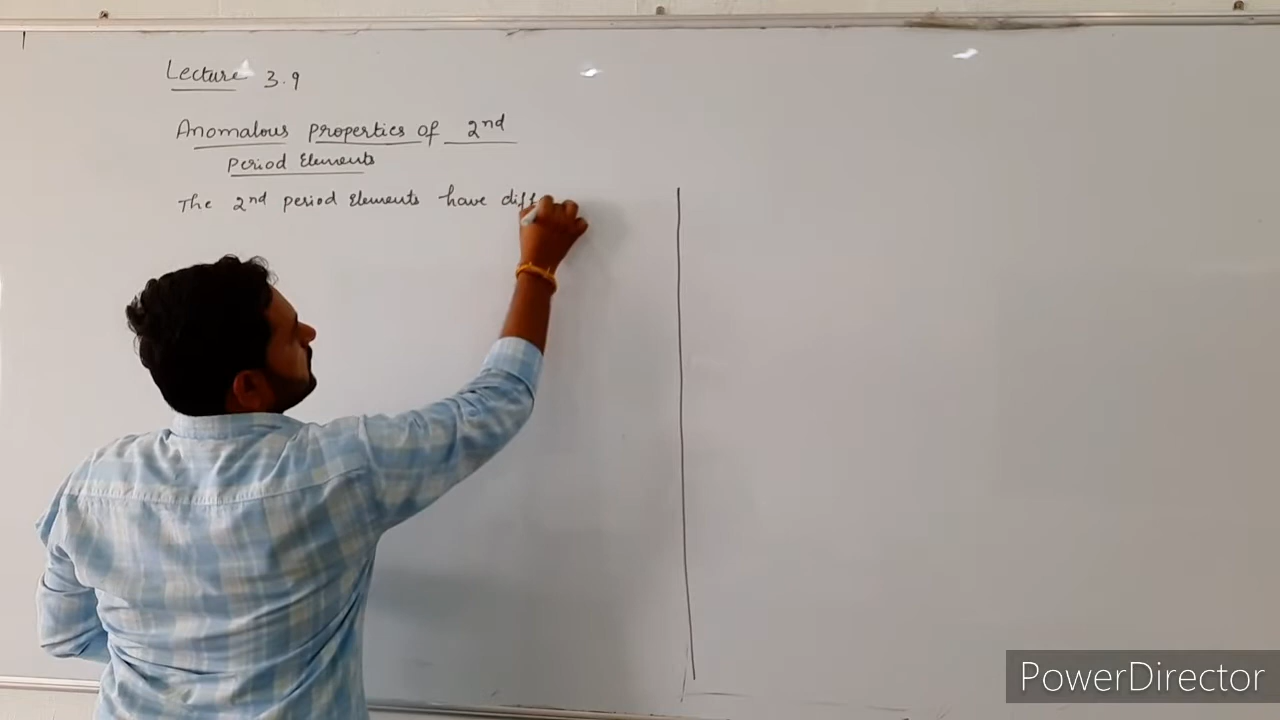 Lecture 3.9
Anomalous properties of 2nd
Period Elements
The 2nd period Elements have diff
PowerDirector